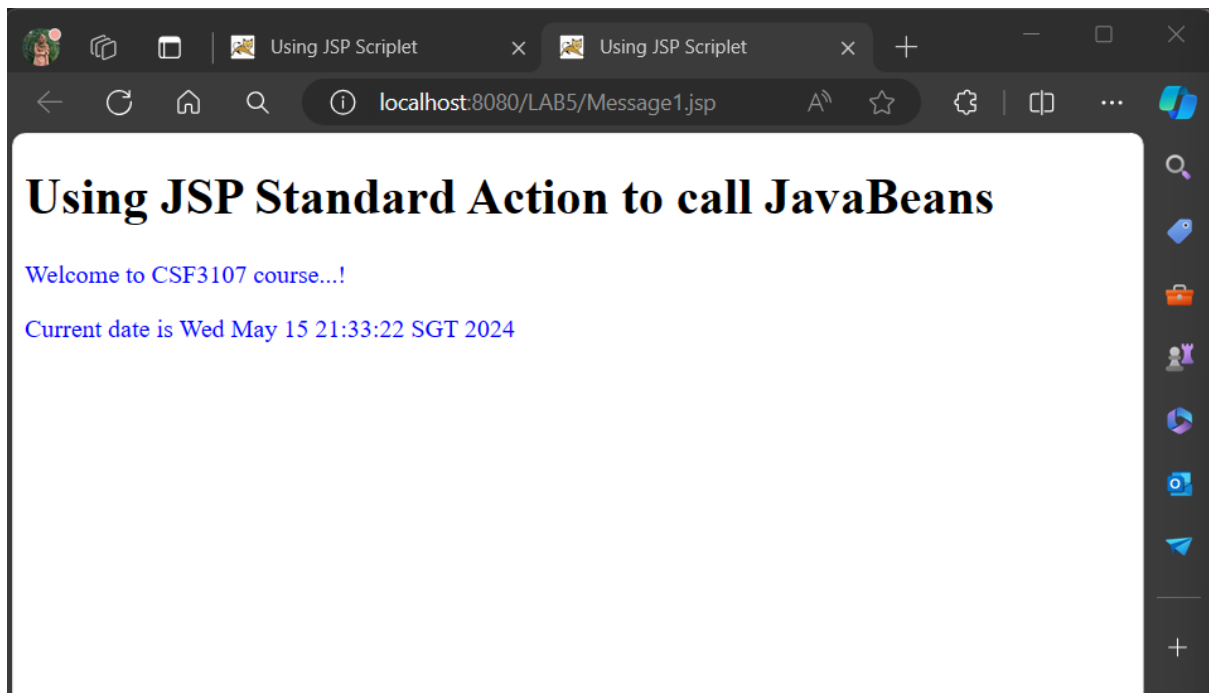 Using JSP Scriplet
Using JSP Scriplet
localhost:8080/LAB5/Message1.jsp
Using JSP Standard Action to call JavaBeans
Welcome to CSF3107 course...!
Current date is Wed May 15 21:33:22 SGT 2024